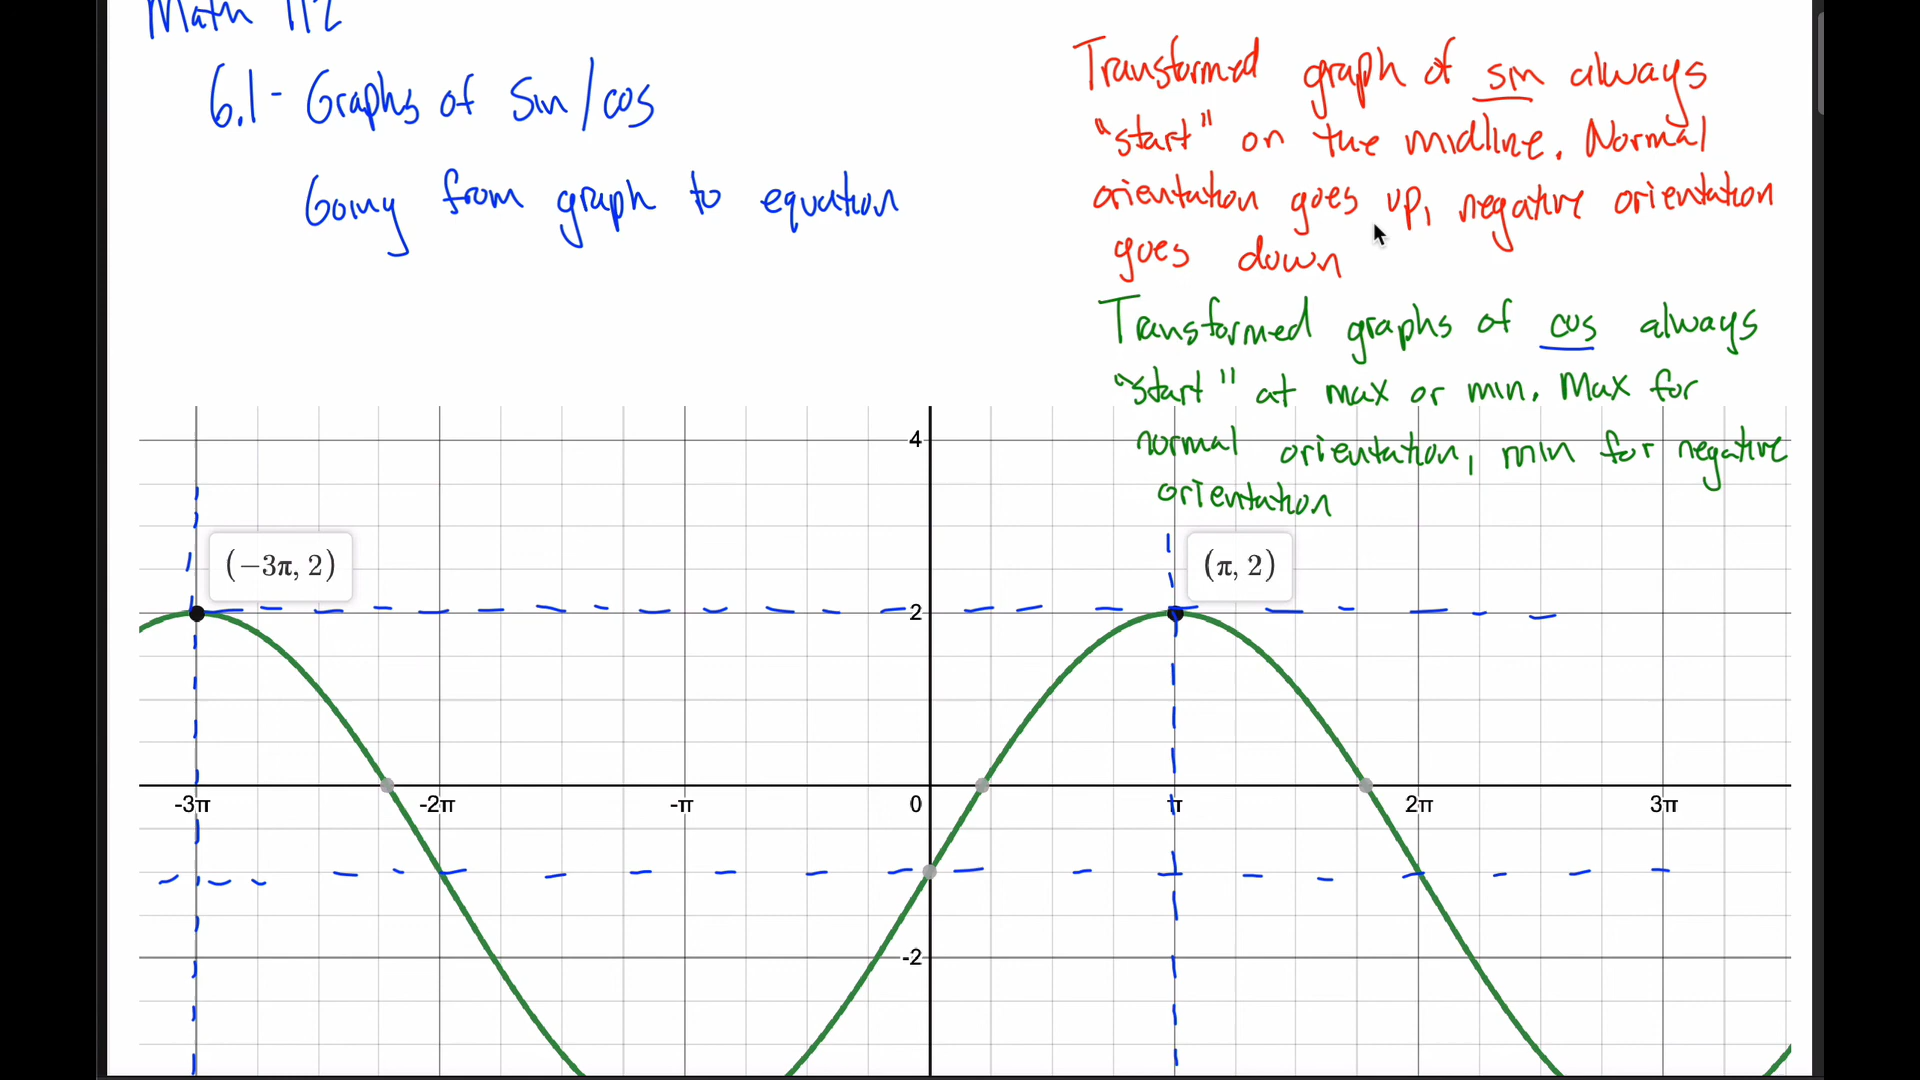 Math 112
6.1- Graphs of sin/cos
Going from graph to equation
Transformed graph of sin always
"start" on the midline. Normal
orientation goes up, negative orientation
goes down
Transformed graphs of cos always
"start" at max or min. Max for
normal orientation, min for negative
orientation
4
(−3π, 2)
(π, 2)
2
-3π
-2π
-π
0
π
2π
3π
-2